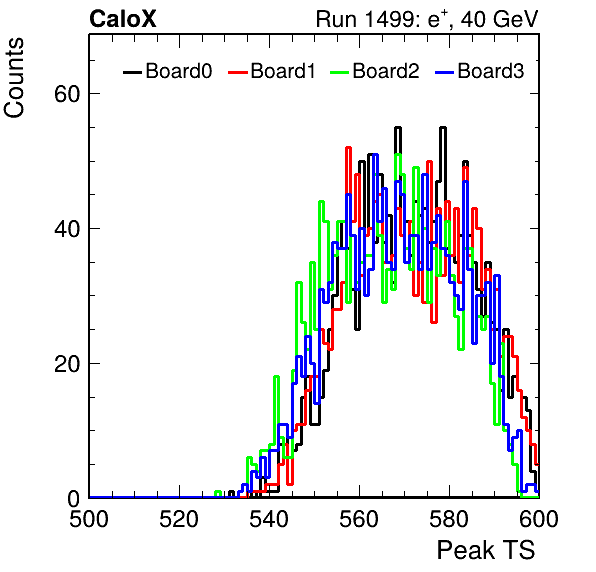 CaloX Run 1499: e⁺, 40 GeV
Counts
Board0 Board1 Board2 Board3
60
40
20
0
500 520 540 560 580 600
Peak TS